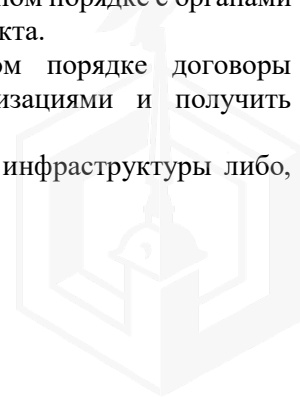 ном порядке с органами
кта.
ом порядке договоры
изациями и получить
инфраструктуры либо,